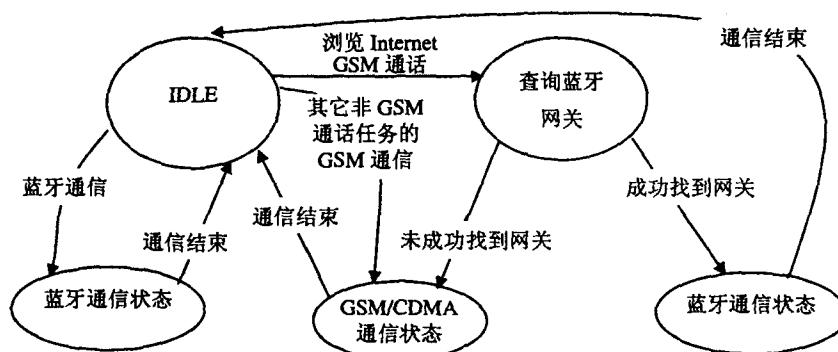 通信结束
浏览 Internet
GSM 通话
IDLE
查询蓝牙
网关
其它非 GSM
通话任务的
GSM 通信
蓝牙通信
通信结束
通信结束
未成功找到网关
成功找到网关
蓝牙通信状态
GSM/CDMA
通信状态
蓝牙通信状态